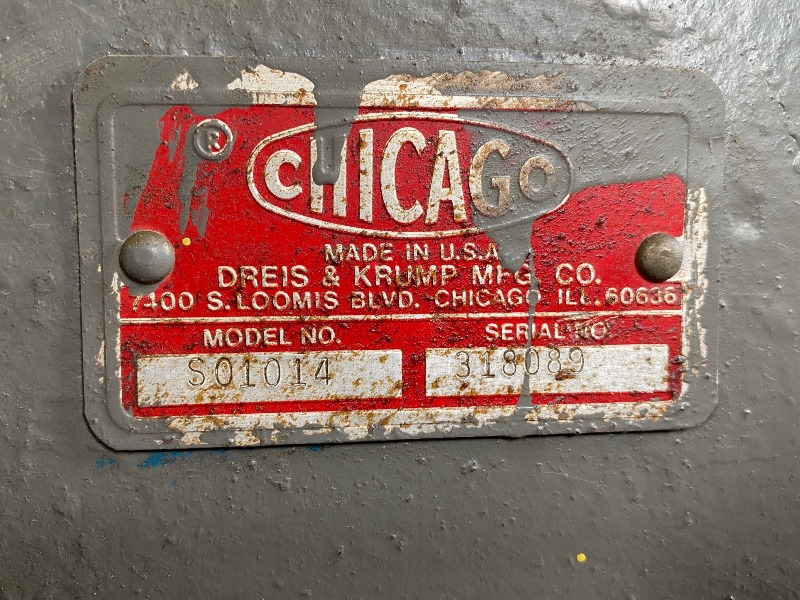 ®
CHICAGO
MADE IN U.S.A
DREIS & KRUMP MFG. CO.
7400 S. LOOMIS BLVD. CHICAGO ILL. 60636
MODEL NO. SERIAL NO
S01014 318089